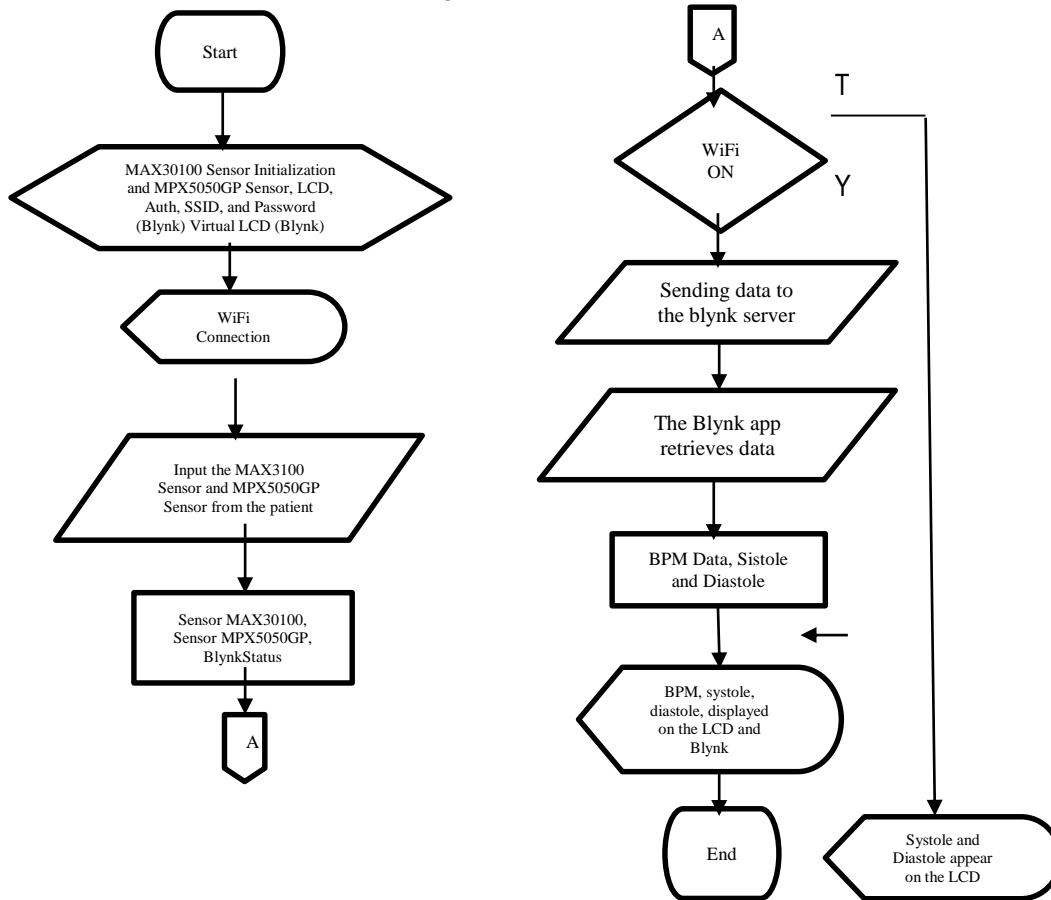 Start
MAX30100 Sensor Initialization
and MPX5050GP Sensor, LCD,
Auth, SSID, and Password
(Blynk) Virtual LCD (Blynk)
WiFi
Connection
Input the MAX3100
Sensor and MPX5050GP
Sensor from the patient
Sensor MAX30100,
Sensor MPX5050GP,
BlynkStatus
A
A
WiFi
ON
T
Y
Sending data to
the blynk server
The Blynk app
retrieves data
BPM Data, Sistole
and Diastole
BPM, systole,
diastole, displayed
on the LCD and
Blynk
End
Systole and
Diastole appear
on the LCD